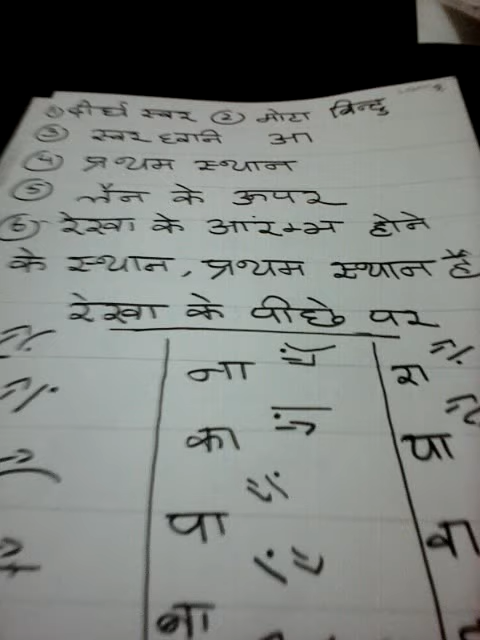 ① दीर्घ स्वर ② मोटा बिन्दु
③ स्वर ध्वनि आ
④ प्रथम स्थान
⑤ लैन के ऊपर
⑥ रेखा के आरंम्भ होने
के स्थान, प्रथम स्थान है
रेखा के पीछे पर
ना रा
का पा
पा वा
बा